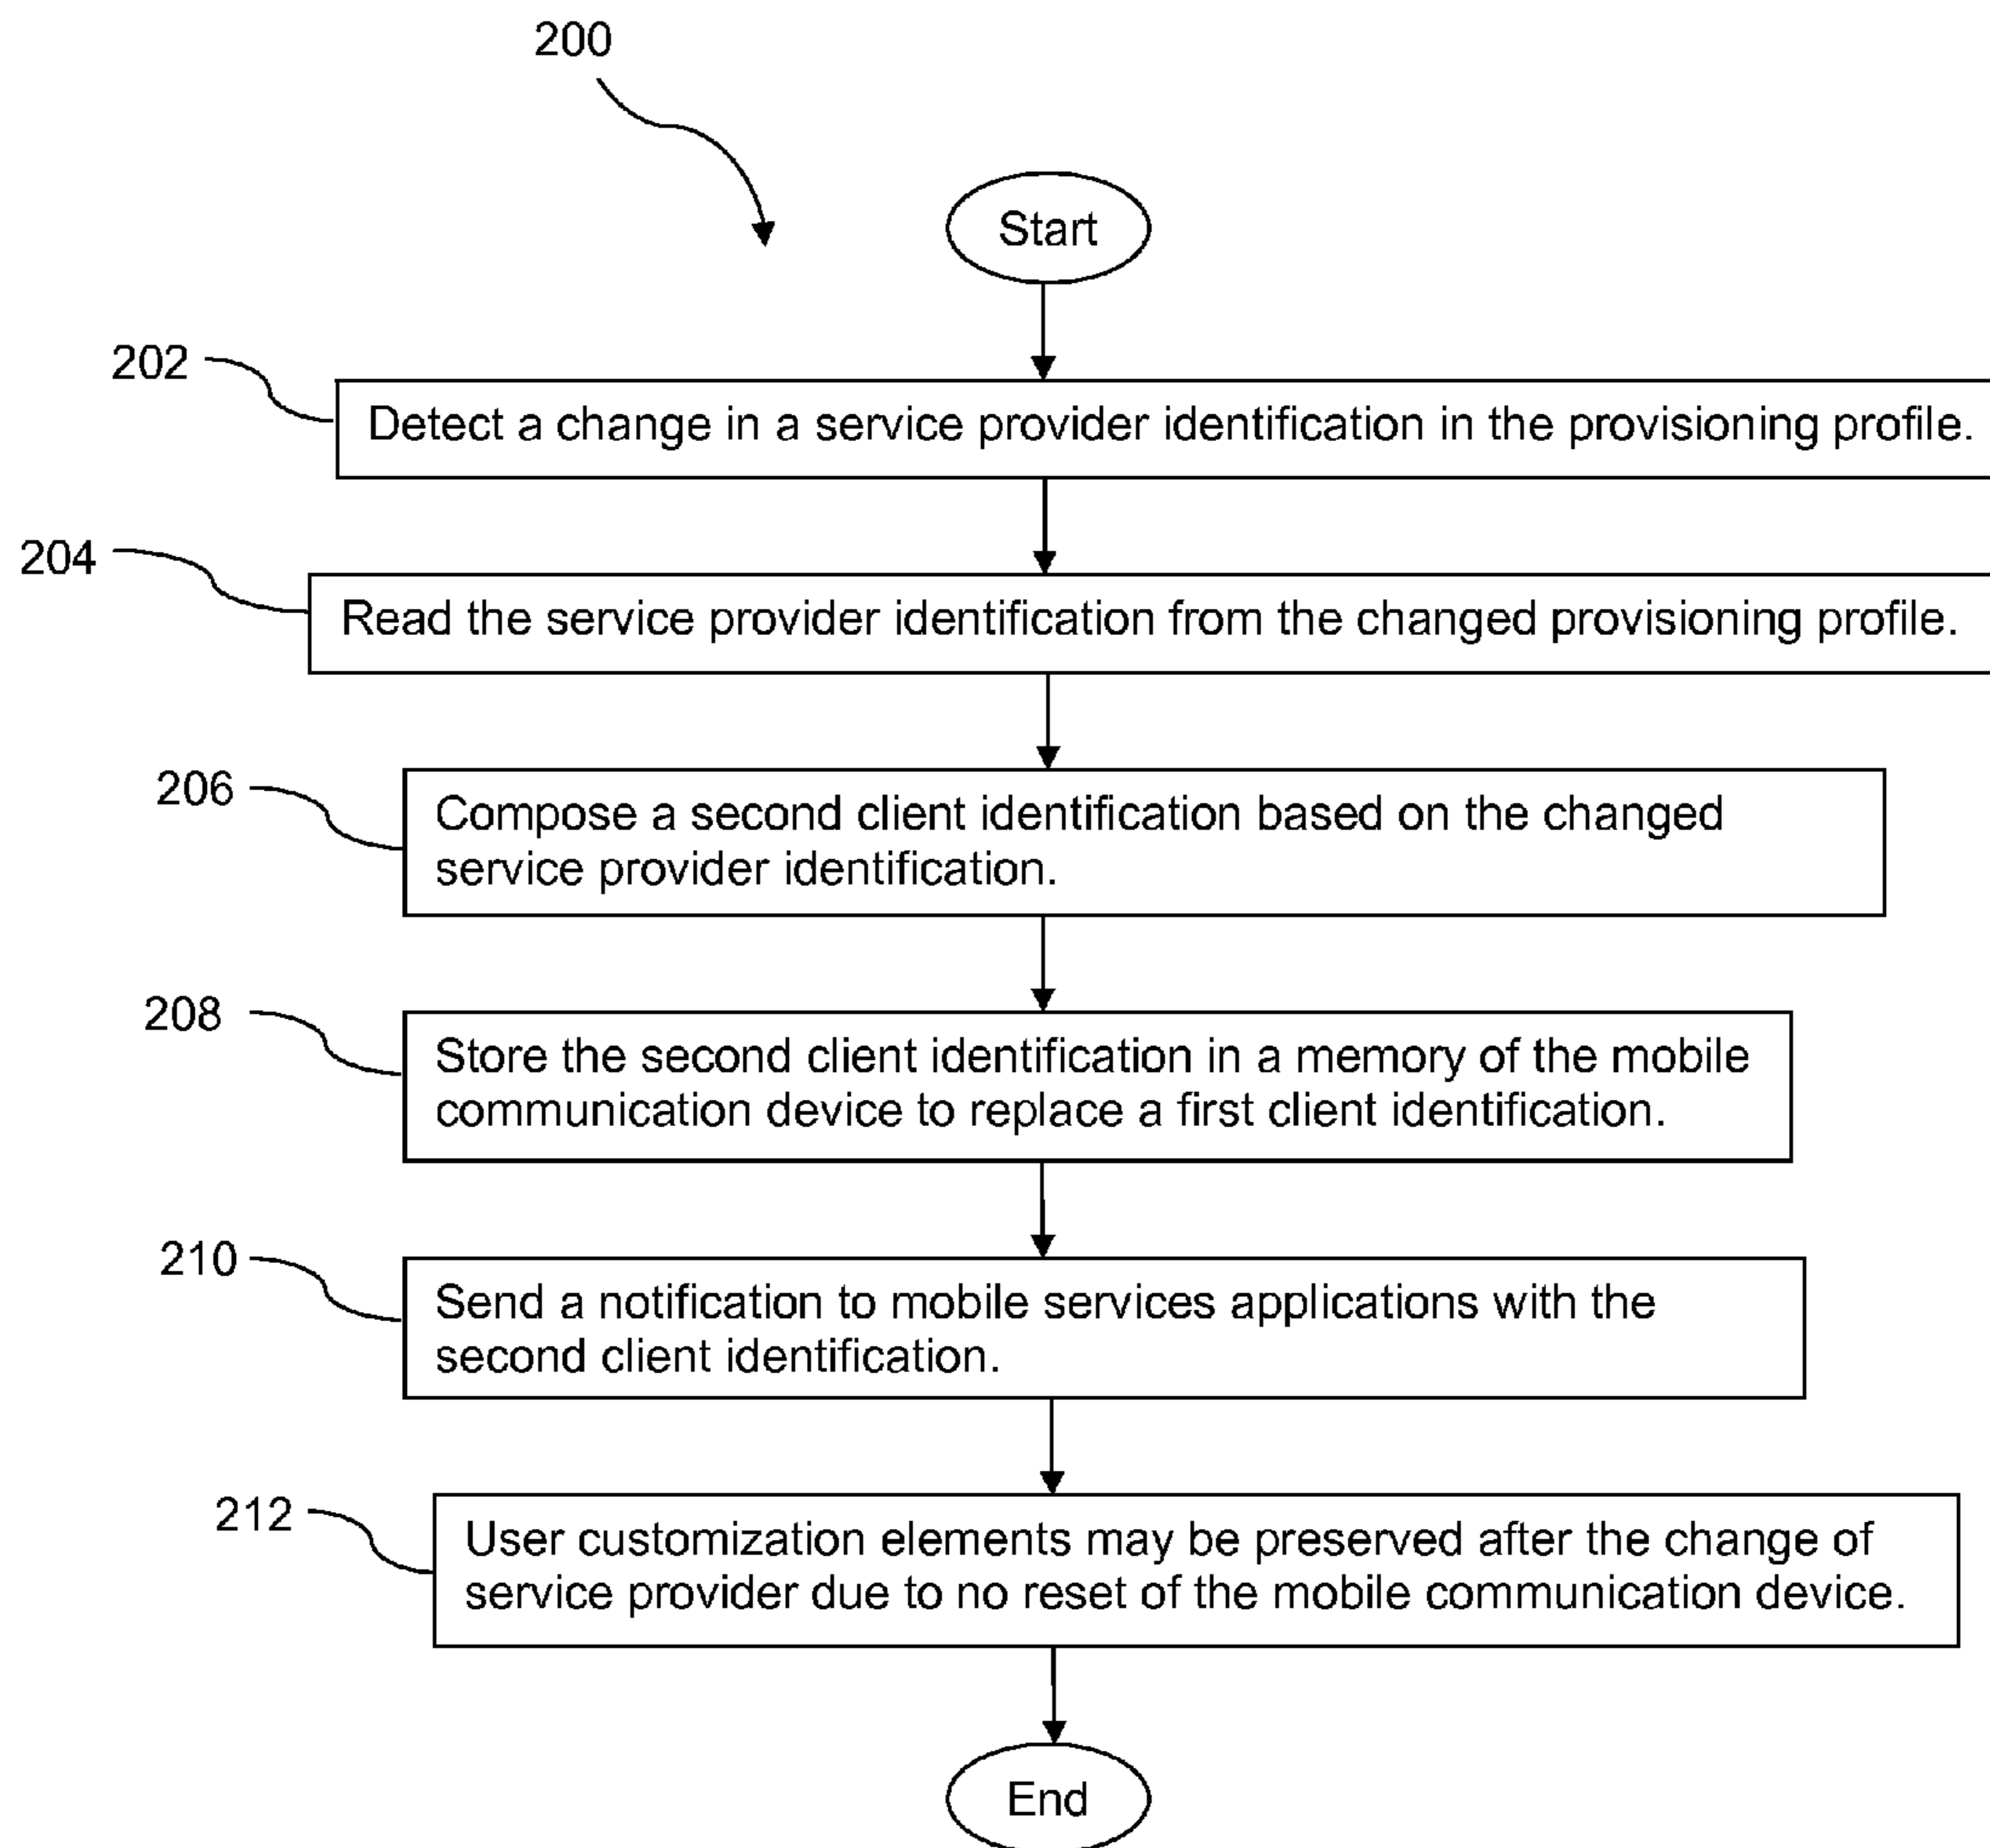 200
Start
202
Detect a change in a service provider identification in the provisioning profile.
204
Read the service provider identification from the changed provisioning profile.
206
Compose a second client identification based on the changed
service provider identification.
208
Store the second client identification in a memory of the mobile
communication device to replace a first client identification.
210
Send a notification to mobile services applications with the
second client identification.
212
User customization elements may be preserved after the change of
service provider due to no reset of the mobile communication device.
End